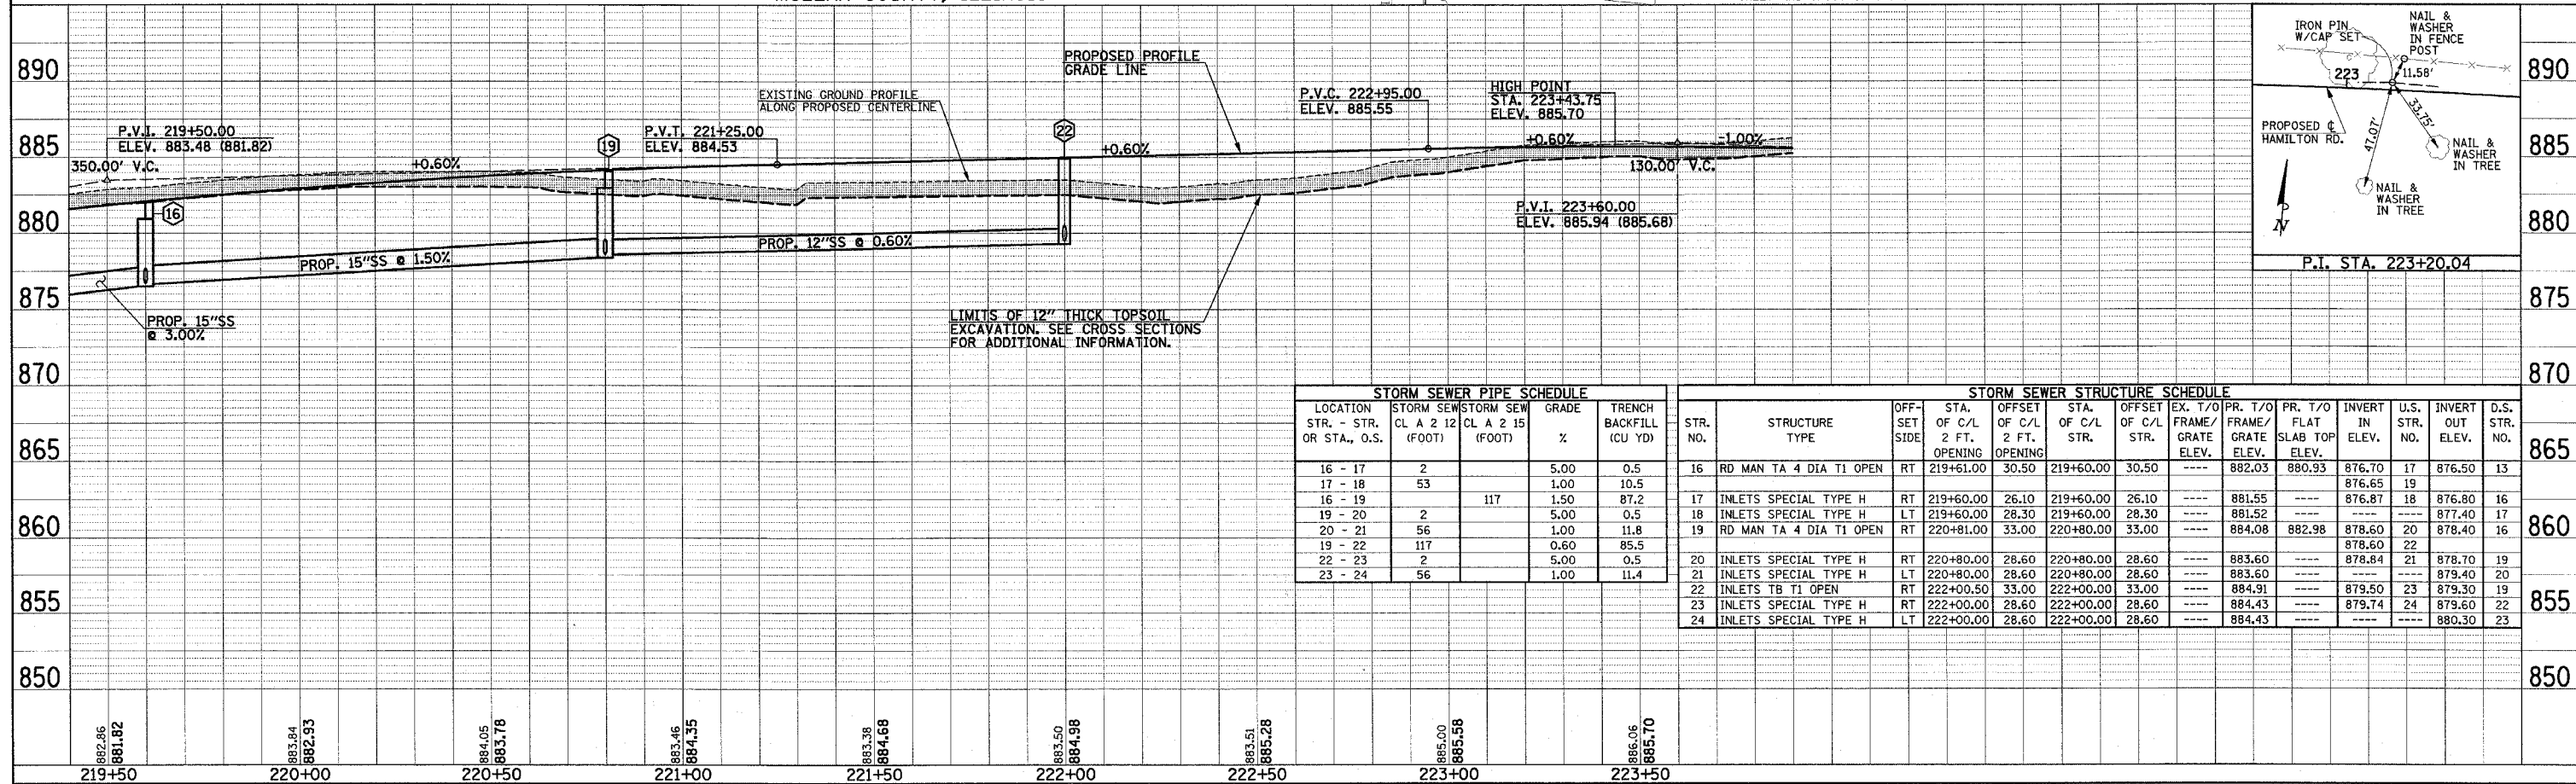 890
885
880
875
870
865
860
855
850
P.V.I. 219+50.00
ELEV. 883.48 (881.82)
350.00' V.C.
+0.60%
16
PROP. 15"SS
@ 3.00%
PROP. 15"SS @ 1.50%
19
P.V.T. 221+25.00
ELEV. 884.53
EXISTING GROUND PROFILE
ALONG PROPOSED CENTERLINE
PROP. 12"SS @ 0.60%
22
PROPOSED PROFILE
GRADE LINE
+0.60%
LIMITS OF 12" THICK TOPSOIL
EXCAVATION. SEE CROSS SECTIONS
FOR ADDITIONAL INFORMATION.
P.V.C. 222+95.00
ELEV. 885.55
HIGH POINT
STA. 223+43.75
ELEV. 885.70
+0.60%
-1.00%
130.00' V.C.
P.V.I. 223+60.00
ELEV. 885.94 (885.68)
IRON PIN
W/CAP SET
NAIL &
WASHER
IN FENCE
POST
223
11.58'
33.75'
47.07'
PROPOSED ℄
HAMILTON RD.
NAIL &
WASHER
IN TREE
NAIL &
WASHER
IN TREE
N
P.I. STA. 223+20.04
890
885
880
875
870
865
860
855
850
STORM SEWER PIPE SCHEDULE
LOCATION STORM SEW STORM SEW GRADE TRENCH
STR. - STR. CL A 2 12 CL A 2 15 BACKFILL
OR STA., O.S. (FOOT) (FOOT) % (CU YD)
16 - 17 2 5.00 0.5
17 - 18 53 1.00 10.5
16 - 19 117 1.50 87.2
19 - 20 2 5.00 0.5
20 - 21 56 1.00 11.8
19 - 22 117 0.60 85.5
22 - 23 2 5.00 0.5
23 - 24 56 1.00 11.4
STORM SEWER STRUCTURE SCHEDULE
OFF- STA. OFFSET STA. OFFSET EX. T/O PR. T/O PR. T/O INVERT U.S. INVERT D.S.
STR. STRUCTURE SET OF C/L OF C/L OF C/L OF C/L FRAME/ FRAME/ FLAT IN STR. OUT STR.
NO. TYPE SIDE 2 FT. 2 FT. STR. STR. GRATE GRATE SLAB TOP ELEV. NO. ELEV. NO.
OPENING OPENING ELEV. ELEV. ELEV.
16 RD MAN TA 4 DIA T1 OPEN RT 219+61.00 30.50 219+60.00 30.50 ---- 882.03 880.93 876.70 17 876.50 13
876.65 19
17 INLETS SPECIAL TYPE H RT 219+60.00 26.10 219+60.00 26.10 ---- 881.55 ---- 876.87 18 876.80 16
18 INLETS SPECIAL TYPE H LT 219+60.00 28.30 219+60.00 28.30 ---- 881.52 ---- ---- ---- 877.40 17
19 RD MAN TA 4 DIA T1 OPEN RT 220+81.00 33.00 220+80.00 33.00 ---- 884.08 882.98 878.60 20 878.40 16
878.60 22
20 INLETS SPECIAL TYPE H RT 220+80.00 28.60 220+80.00 28.60 ---- 883.60 ---- 878.84 21 878.70 19
21 INLETS SPECIAL TYPE H LT 220+80.00 28.60 220+80.00 28.60 ---- 883.60 ---- ---- ---- 879.40 20
22 INLETS TB T1 OPEN RT 222+00.50 33.00 222+00.00 33.00 ---- 884.91 ---- 879.50 23 879.30 19
23 INLETS SPECIAL TYPE H RT 222+00.00 28.60 222+00.00 28.60 ---- 884.43 ---- 879.74 24 879.60 22
24 INLETS SPECIAL TYPE H LT 222+00.00 28.60 222+00.00 28.60 ---- 884.43 ---- ---- ---- 880.30 23
882.86
881.82
883.84
882.93
884.05
883.78
883.46
884.35
883.38
884.68
883.50
884.98
883.51
885.28
885.00
885.58
886.06
885.70
219+50 220+00 220+50 221+00 221+50 222+00 222+50 223+00 223+50